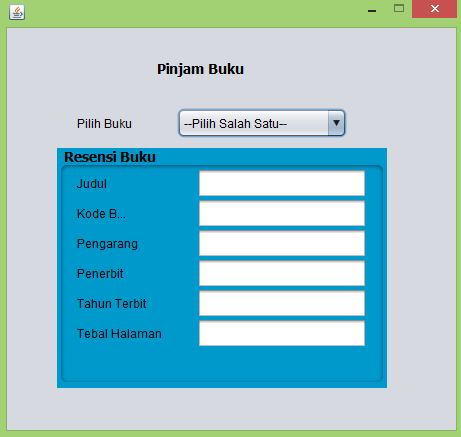 Pinjam Buku
Pilih Buku --Pilih Salah Satu--
Resensi Buku
Judul
Kode B...
Pengarang
Penerbit
Tahun Terbit
Tebal Halaman